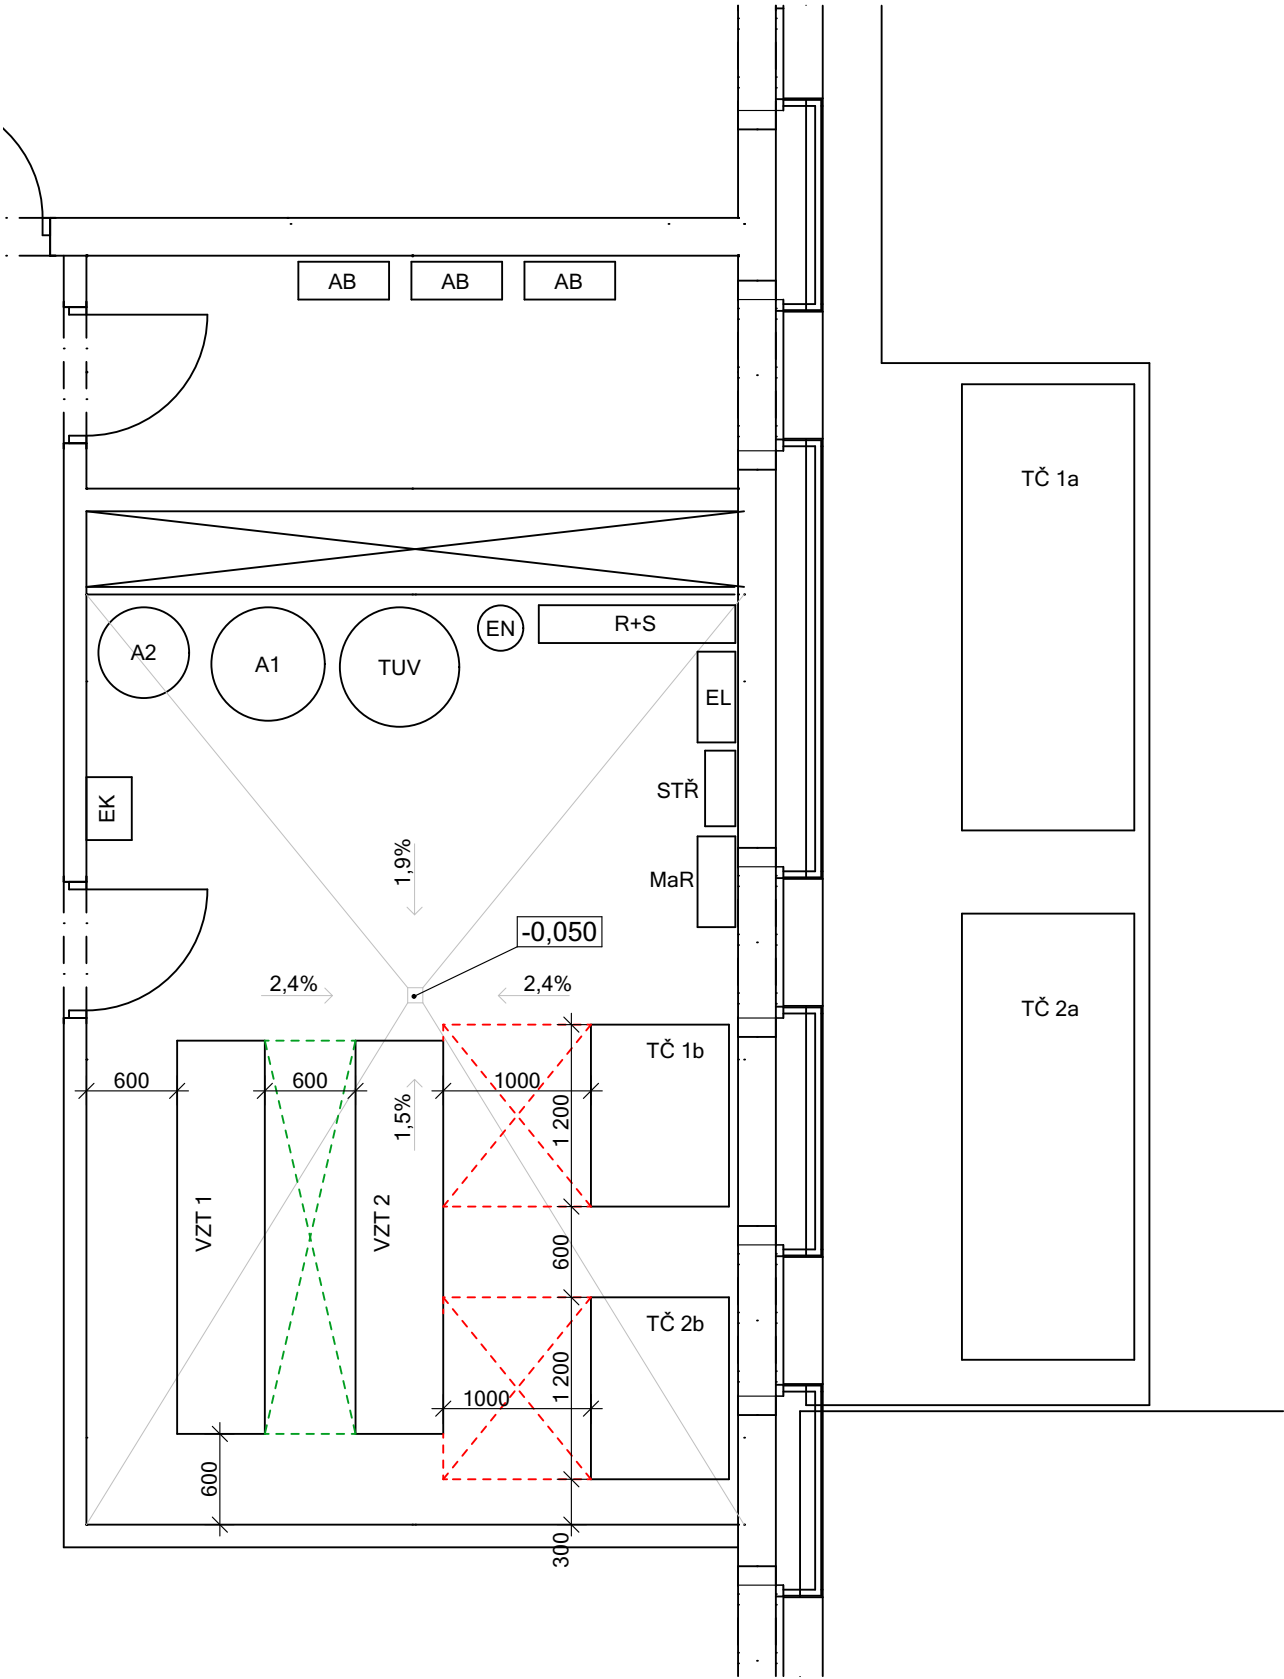 AB
AB
AB
TČ 1a
A2
A1
TUV
EN
R+S
EL
STŘ
EK
MaR
1,9%
-0,050
2,4%
2,4%
TČ 2a
TČ 1b
600
600
1000
1 200
1,5%
VZT 1
VZT 2
600
TČ 2b
1 200
1000
600
300